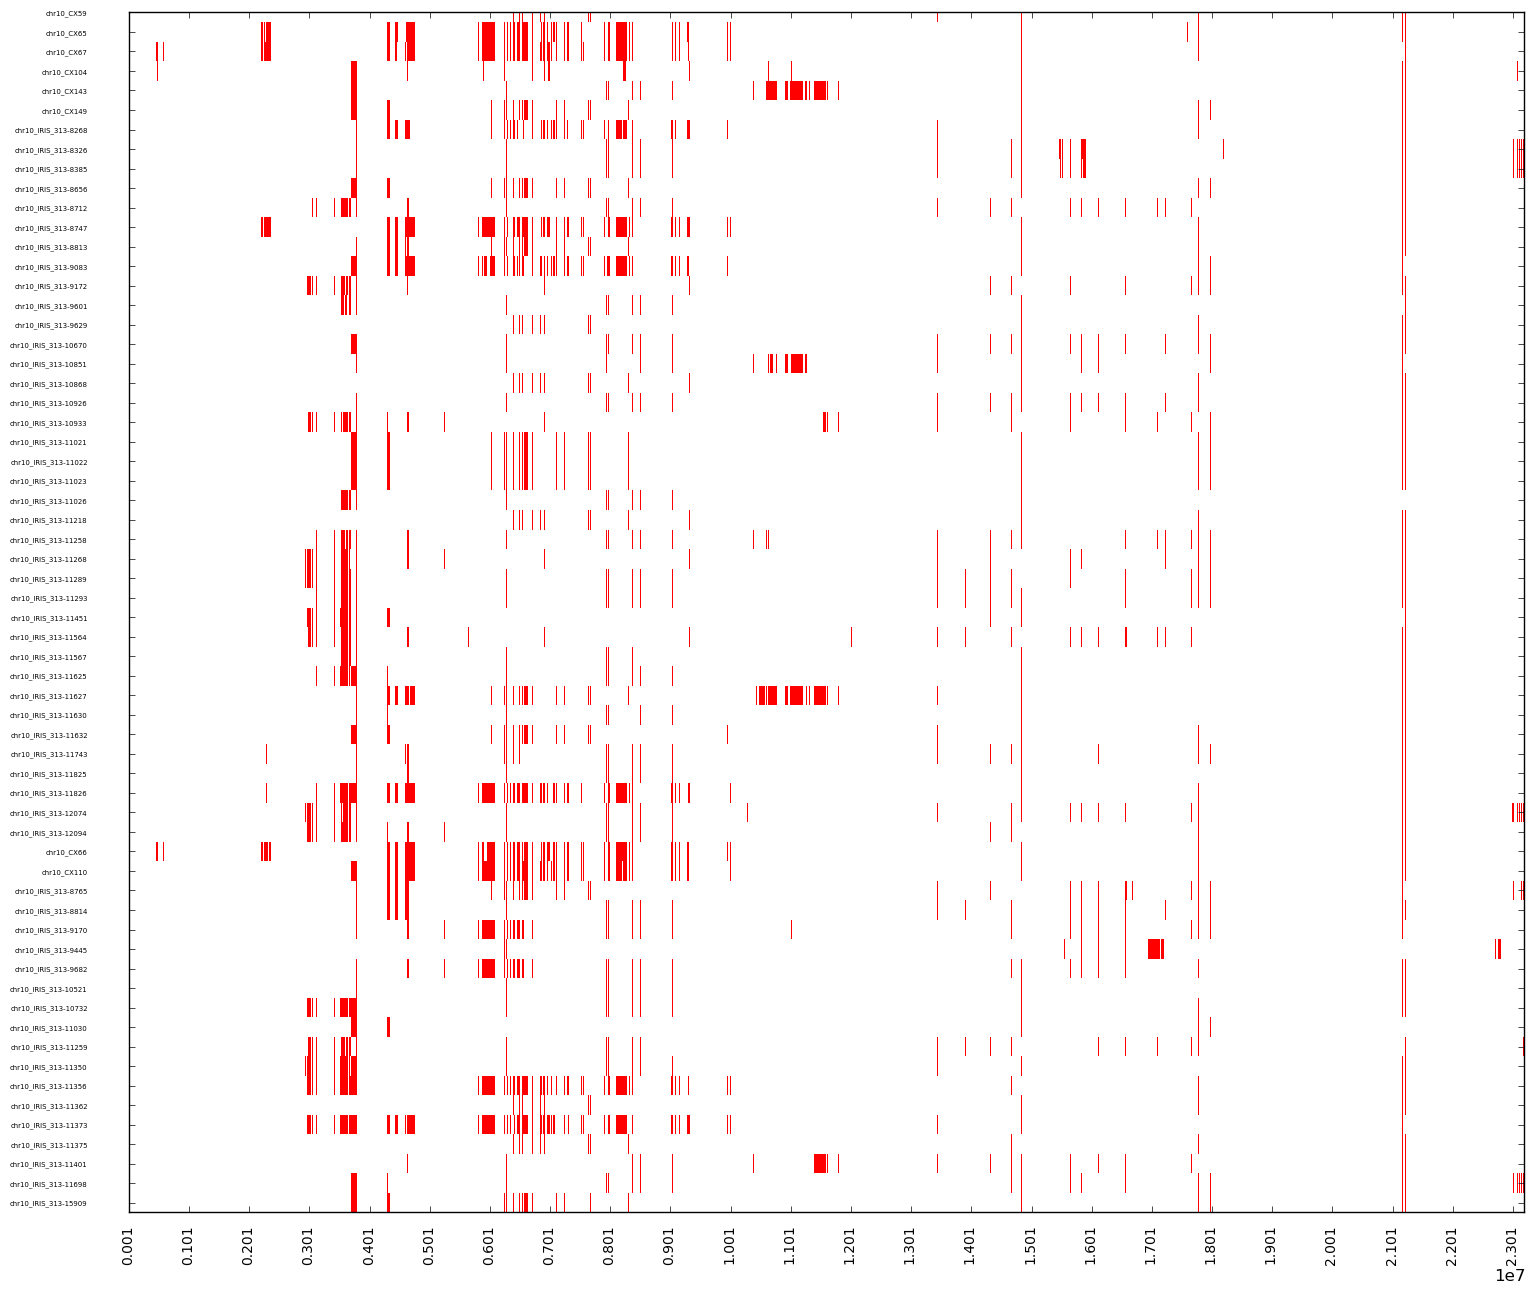 chr10_CX59
chr10_CX65
chr10_CX67
chr10_CX104
chr10_CX143
chr10_CX149
chr10_IRIS_313-8268
chr10_IRIS_313-8326
chr10_IRIS_313-8385
chr10_IRIS_313-8656
chr10_IRIS_313-8712
chr10_IRIS_313-8747
chr10_IRIS_313-8813
chr10_IRIS_313-9083
chr10_IRIS_313-9172
chr10_IRIS_313-9601
chr10_IRIS_313-9629
chr10_IRIS_313-10670
chr10_IRIS_313-10851
chr10_IRIS_313-10868
chr10_IRIS_313-10926
chr10_IRIS_313-10933
chr10_IRIS_313-11021
chr10_IRIS_313-11022
chr10_IRIS_313-11023
chr10_IRIS_313-11026
chr10_IRIS_313-11218
chr10_IRIS_313-11258
chr10_IRIS_313-11268
chr10_IRIS_313-11289
chr10_IRIS_313-11293
chr10_IRIS_313-11451
chr10_IRIS_313-11564
chr10_IRIS_313-11567
chr10_IRIS_313-11625
chr10_IRIS_313-11627
chr10_IRIS_313-11630
chr10_IRIS_313-11632
chr10_IRIS_313-11743
chr10_IRIS_313-11825
chr10_IRIS_313-11826
chr10_IRIS_313-12074
chr10_IRIS_313-12094
chr10_CX66
chr10_CX110
chr10_IRIS_313-8765
chr10_IRIS_313-8814
chr10_IRIS_313-9170
chr10_IRIS_313-9445
chr10_IRIS_313-9682
chr10_IRIS_313-10521
chr10_IRIS_313-10732
chr10_IRIS_313-11030
chr10_IRIS_313-11259
chr10_IRIS_313-11350
chr10_IRIS_313-11356
chr10_IRIS_313-11362
chr10_IRIS_313-11373
chr10_IRIS_313-11375
chr10_IRIS_313-11401
chr10_IRIS_313-11698
chr10_IRIS_313-15909
0.001 0.101 0.201 0.301 0.401 0.501 0.601 0.701 0.801 0.901 1.001 1.101 1.201 1.301 1.401 1.501 1.601 1.701 1.801 1.901 2.001 2.101 2.201 2.301
1e7